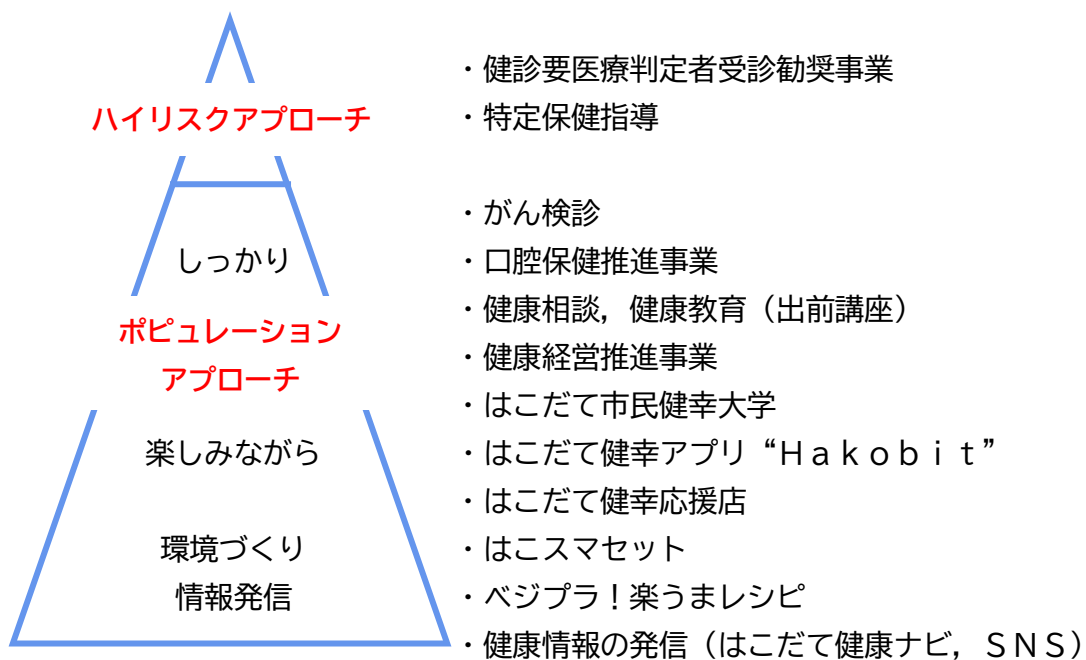 ハイリスクアプローチ
しっかり
ポピュレーション
アプローチ
楽しみながら
環境づくり
情報発信
・健診要医療判定者受診勧奨事業
・特定保健指導
・がん検診
・口腔保健推進事業
・健康相談，健康教育（出前講座）
・健康経営推進事業
・はこだて市民健幸大学
・はこだて健幸アプリ“Ｈａｋｏｂｉｔ”
・はこだて健幸応援店
・はこスマセット
・ベジプラ！楽うまレシピ
・健康情報の発信（はこだて健康ナビ，ＳＮＳ）